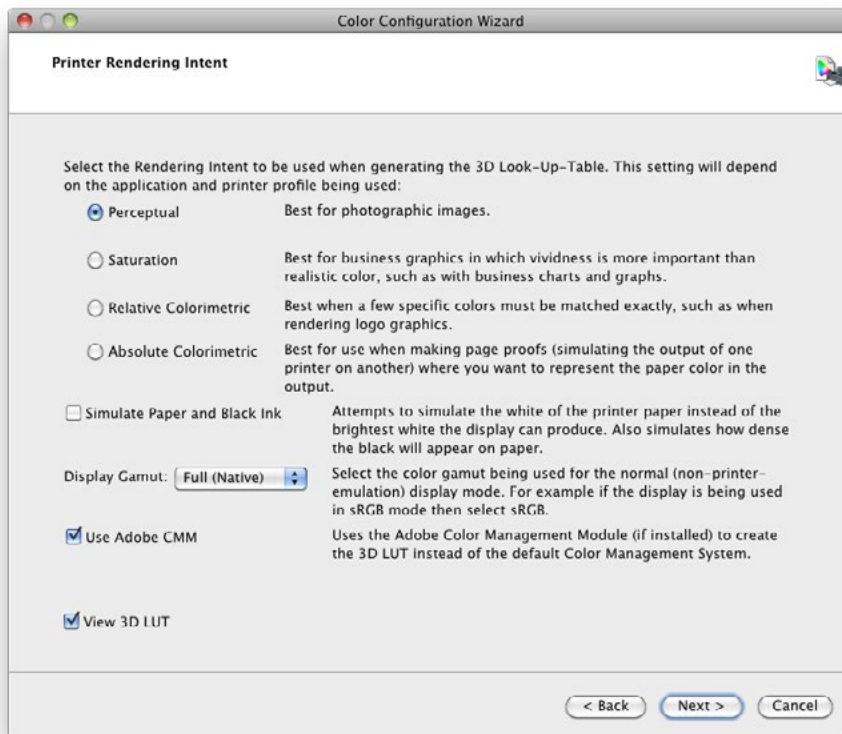 Color Configuration Wizard
Printer Rendering Intent
Select the Rendering Intent to be used when generating the 3D Look-Up-Table. This setting will depend
on the application and printer profile being used:
Perceptual
Best for photographic images.
Saturation
Best for business graphics in which vividness is more important than
realistic color, such as with business charts and graphs.
Relative Colorimetric
Best when a few specific colors must be matched exactly, such as when
rendering logo graphics.
Absolute Colorimetric
Best for use when making page proofs (simulating the output of one
printer on another) where you want to represent the paper color in the
output.
Simulate Paper and Black Ink
Attempts to simulate the white of the printer paper instead of the
brightest white the display can produce. Also simulates how dense
the black will appear on paper.
Display Gamut: Full (Native)
Select the color gamut being used for the normal (non-printer-
emulation) display mode. For example if the display is being used
in sRGB mode then select sRGB.
Use Adobe CMM
Uses the Adobe Color Management Module (if installed) to create
the 3D LUT instead of the default Color Management System.
View 3D LUT
< Back
Next >
Cancel